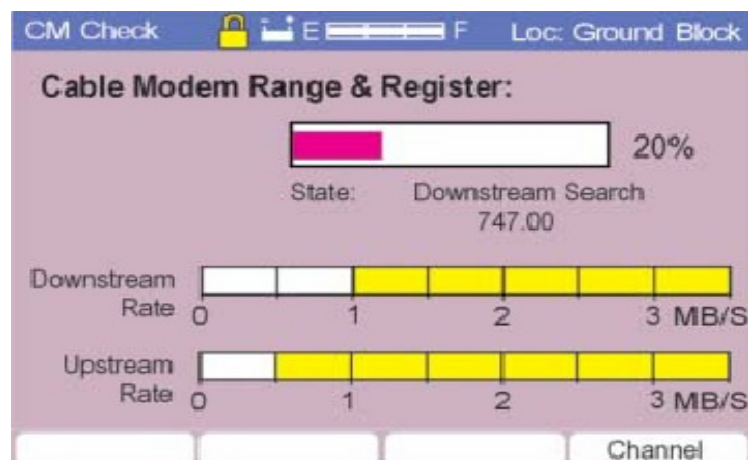 CM Check E F Loc: Ground Block
Cable Modem Range & Register:
20%
State: Downstream Search
747.00
Downstream
Rate
0 1 2 3 MB/S
Upstream
Rate
0 1 2 3 MB/S
Channel